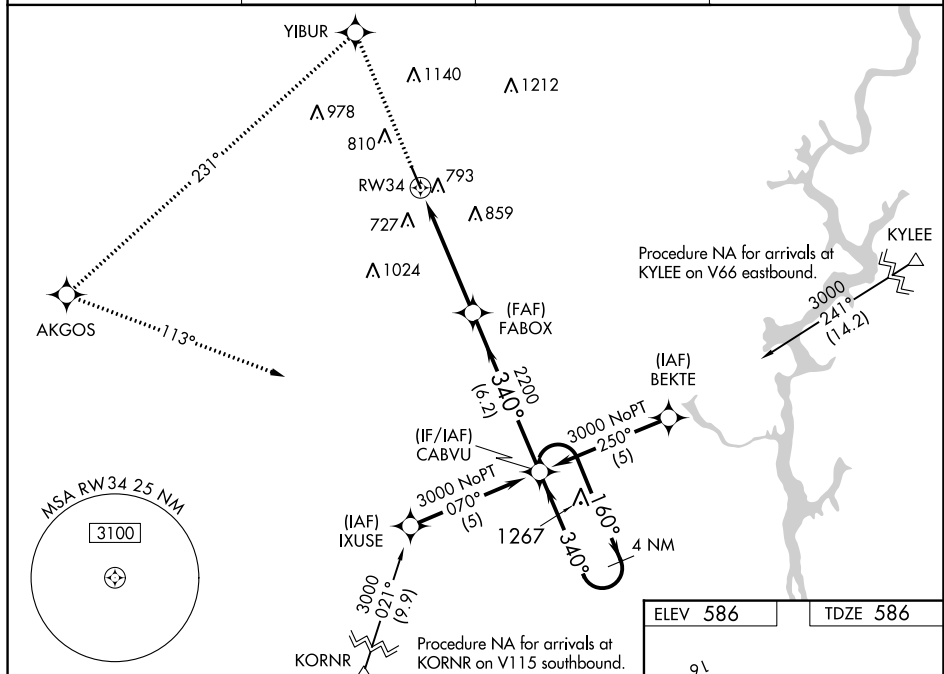 YIBUR
1140
1212
978
810
231°
RW34
793
727
859
1024
KYLEE
Procedure NA for arrivals at
KYLEE on V66 eastbound.
3000
241°
(14.2)
AKGOS
113°
(FAF)
FABOX
2200
340°
(6.2)
(IAF)
BEKTE
3000 NoPT
250°
(5)
(IF/IAF)
CABVU
3000 NoPT
070°
(5)
MSA RW34 25 NM
3100
(IAF)
IXUSE
1267
160°
340°
4 NM
3000
021°
(9.9)
KORNR
Procedure NA for arrivals at
KORNR on V115 southbound.
ELEV 586
TDZE 586
16